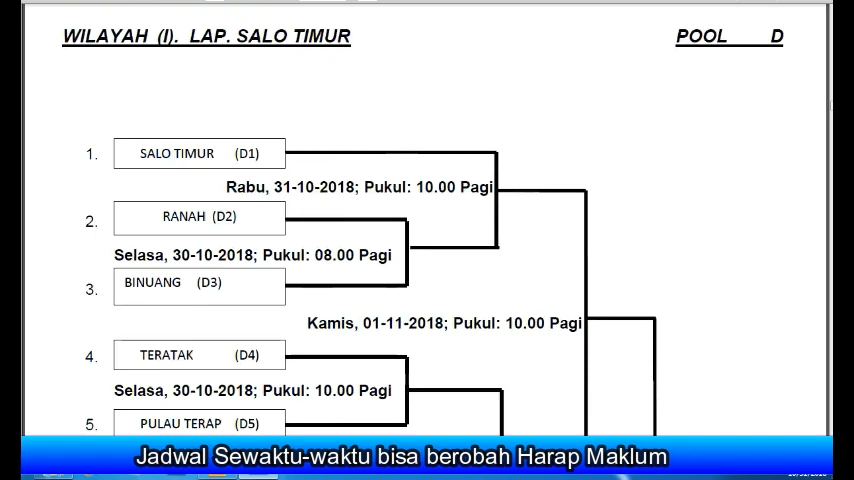 WILAYAH (I). LAP. SALO TIMUR POOL D
1. SALO TIMUR (D1)
Rabu, 31-10-2018; Pukul: 10.00 Pagi
2. RANAH (D2)
Selasa, 30-10-2018; Pukul: 08.00 Pagi
3. BINUANG (D3)
Kamis, 01-11-2018; Pukul: 10.00 Pagi
4. TERATAK (D4)
Selasa, 30-10-2018; Pukul: 10.00 Pagi
5. PULAU TERAP (D5)
Jadwal Sewaktu-waktu bisa berobah Harap Maklum